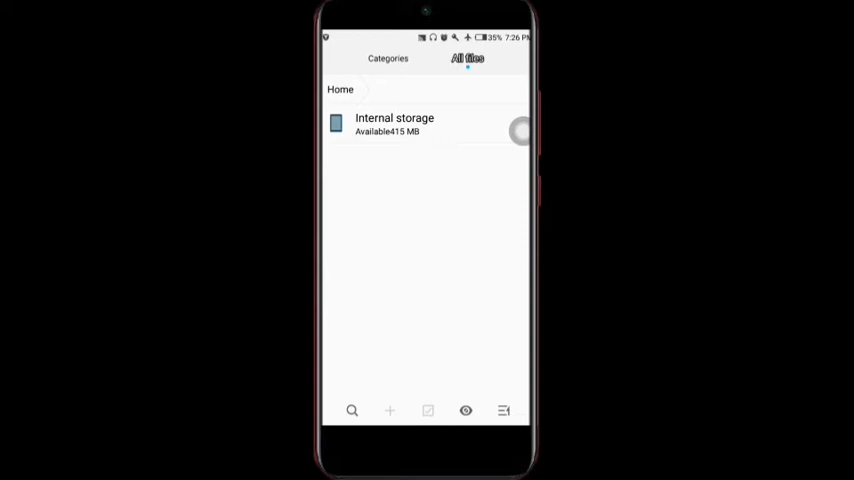 35% 7:26 PM
Categories
All files
Home
Internal storage
Available415 MB